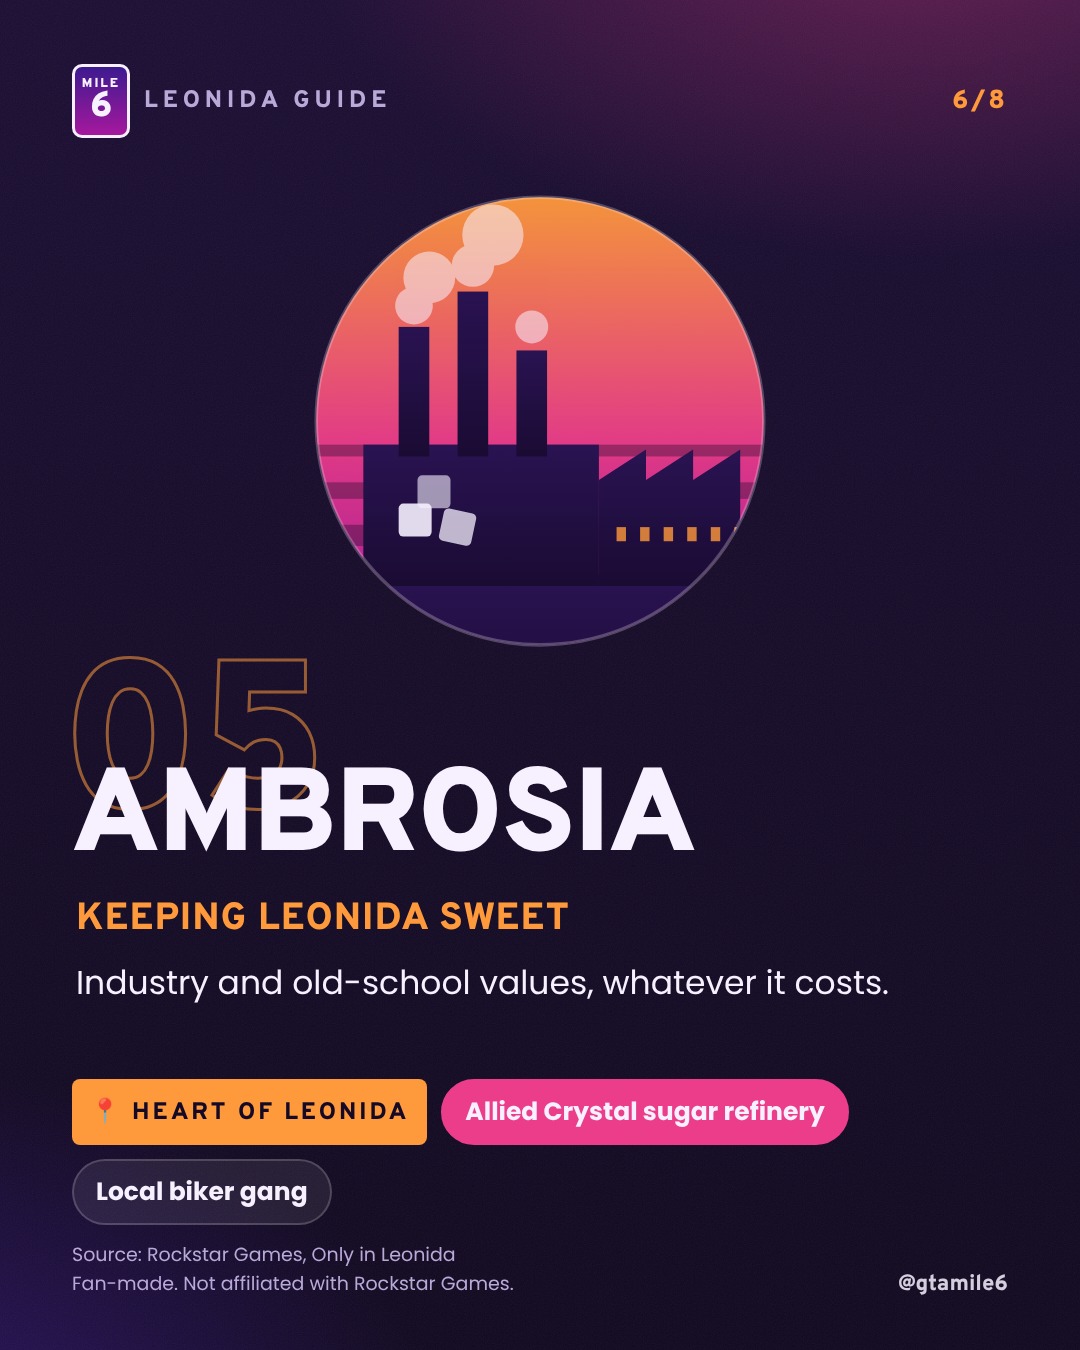 MILE
6
LEONIDA GUIDE
6/8
05
AMBROSIA
KEEPING LEONIDA SWEET
Industry and old-school values, whatever it costs.
📍 HEART OF LEONIDA
Allied Crystal sugar refinery
Local biker gang
Source: Rockstar Games, Only in Leonida
Fan-made. Not affiliated with Rockstar Games.
@gtamile6